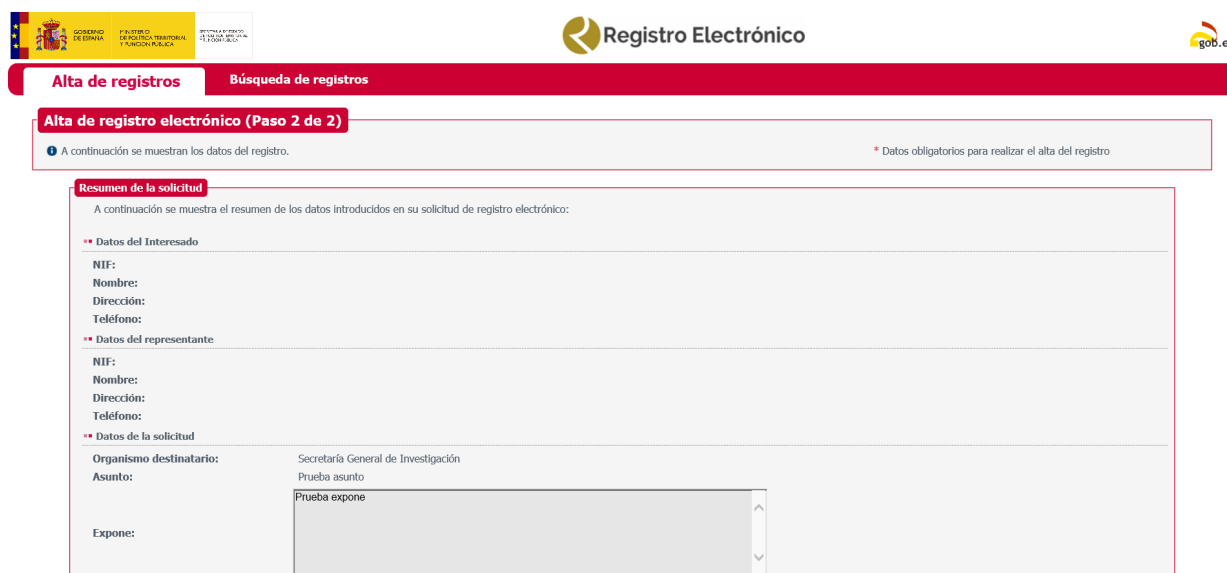 GOBIERNO
DE ESPAÑA
MINISTERIO
DE POLÍTICA TERRITORIAL
Y FUNCIÓN PÚBLICA
Registro Electrónico
gob.e
Alta de registros
Búsqueda de registros
Alta de registro electrónico (Paso 2 de 2)
A continuación se muestran los datos del registro.
* Datos obligatorios para realizar el alta del registro
Resumen de la solicitud
A continuación se muestra el resumen de los datos introducidos en su solicitud de registro electrónico:
Datos del Interesado
NIF:
Nombre:
Dirección:
Teléfono:
Datos del representante
NIF:
Nombre:
Dirección:
Teléfono:
Datos de la solicitud
Organismo destinatario: Secretaría General de Investigación
Asunto: Prueba asunto
Prueba expone
Expone: